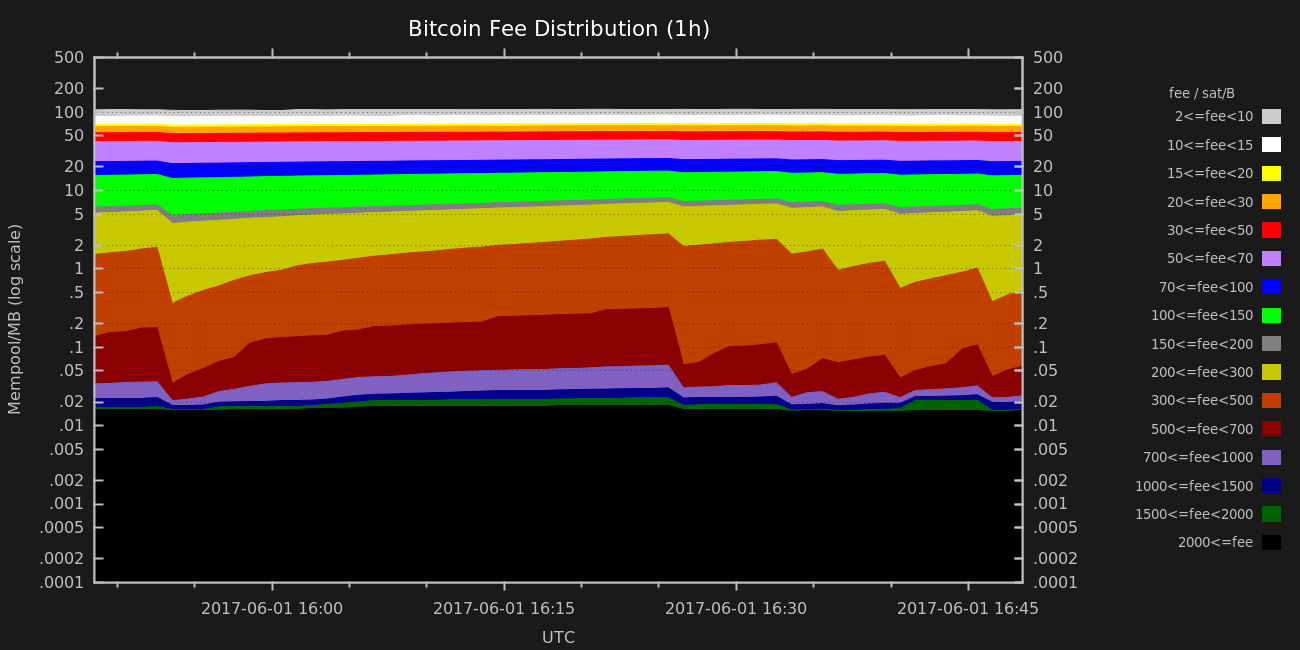 Bitcoin Fee Distribution (1h)
Mempool/MB (log scale)
500
200
100
50
20
10
5
2
1
.5
.2
.1
.05
.02
.01
.005
.002
.001
.0005
.0002
.0001
500
200
100
50
20
10
5
2
1
.5
.2
.1
.05
.02
.01
.005
.002
.001
.0005
.0002
.0001
fee / sat/B
2<=fee<10
10<=fee<15
15<=fee<20
20<=fee<30
30<=fee<50
50<=fee<70
70<=fee<100
100<=fee<150
150<=fee<200
200<=fee<300
300<=fee<500
500<=fee<700
700<=fee<1000
1000<=fee<1500
1500<=fee<2000
2000<=fee
2017-06-01 16:00
2017-06-01 16:15
2017-06-01 16:30
2017-06-01 16:45
UTC